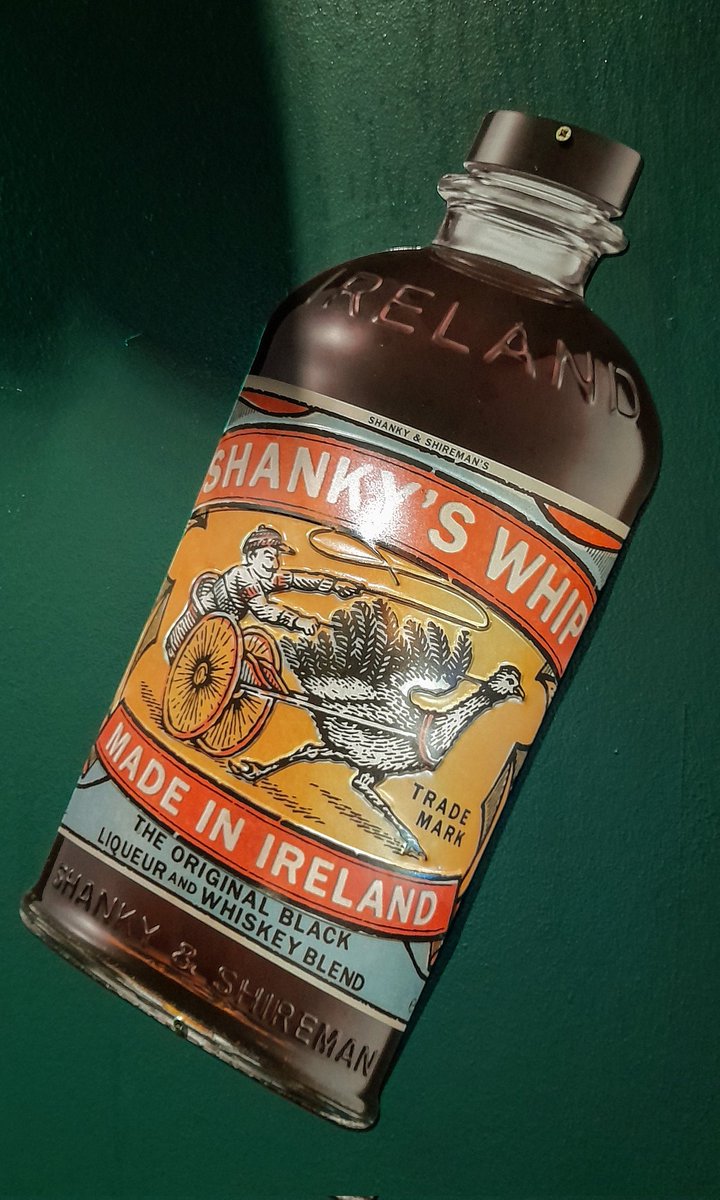 IRELAND
SHANKY & SHIREMAN'S
SHANKY'S WHIP
TRADE
MARK
MADE IN IRELAND
THE ORIGINAL BLACK
LIQUEUR AND WHISKEY BLEND
SHANKY & SHIREMAN